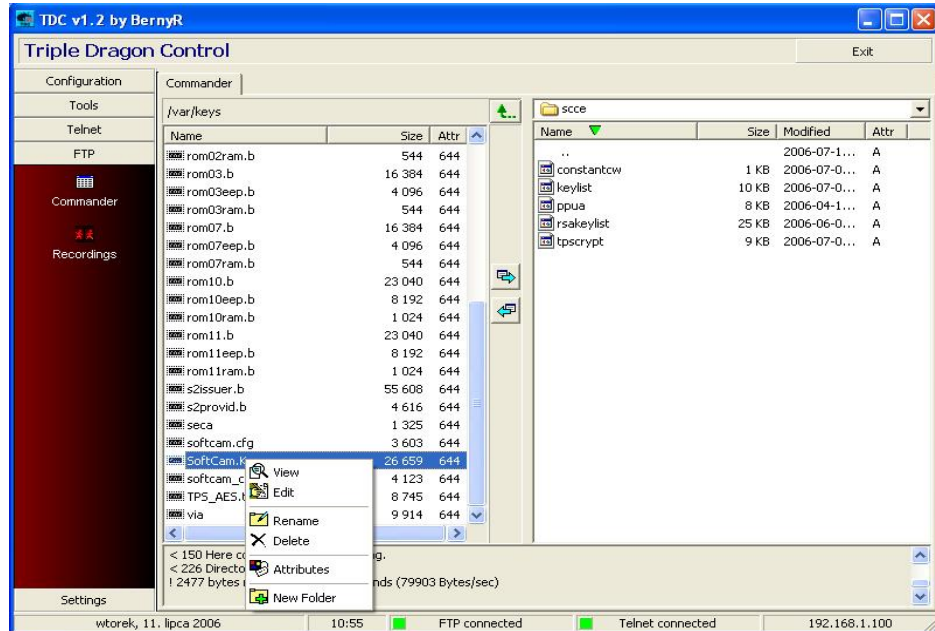 TDC v1.2 by BernyR
Triple Dragon Control
Exit
Configuration
Tools
Telnet
FTP
Commander
Recordings
Settings
Commander
/var/keys
Name Size Attr
rom02ram.b 544 644
rom03.b 16 384 644
rom03eep.b 4 096 644
rom03ram.b 544 644
rom07.b 16 384 644
rom07eep.b 4 096 644
rom07ram.b 544 644
rom10.b 23 040 644
rom10eep.b 8 192 644
rom10ram.b 1 024 644
rom11.b 23 040 644
rom11eep.b 8 192 644
rom11ram.b 1 024 644
s2issuer.b 55 608 644
s2provid.b 4 616 644
seca 1 325 644
softcam.cfg 3 603 644
SoftCam.K 26 659 644
softcam_c 4 123 644
TPS_AES. 8 745 644
via 9 914 644
View
Edit
Rename
Delete
Attributes
New Folder
scce
Name Size Modified Attr
.. 2006-07-1... A
constantcw 1 KB 2006-07-0... A
keylist 10 KB 2006-07-0... A
ppua 8 KB 2006-04-1... A
rsakeylist 25 KB 2006-06-0... A
tpscrypt 9 KB 2006-07-0... A
< 150 Here co g.
< 226 Directo
! 2477 bytes nds (79903 Bytes/sec)
wtorek, 11. lipca 2006 10:55 FTP connected Telnet connected 192.168.1.100